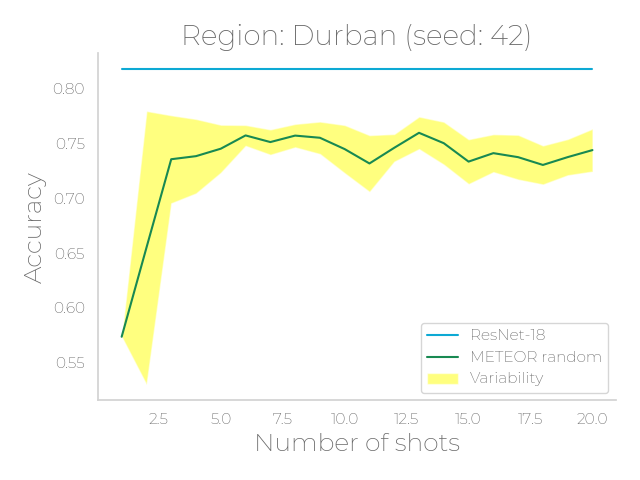 Region: Durban (seed: 42)
Accuracy
0.80
0.75
0.70
0.65
0.60
0.55
ResNet-18
METEOR random
Variability
2.5 5.0 7.5 10.0 12.5 15.0 17.5 20.0
Number of shots